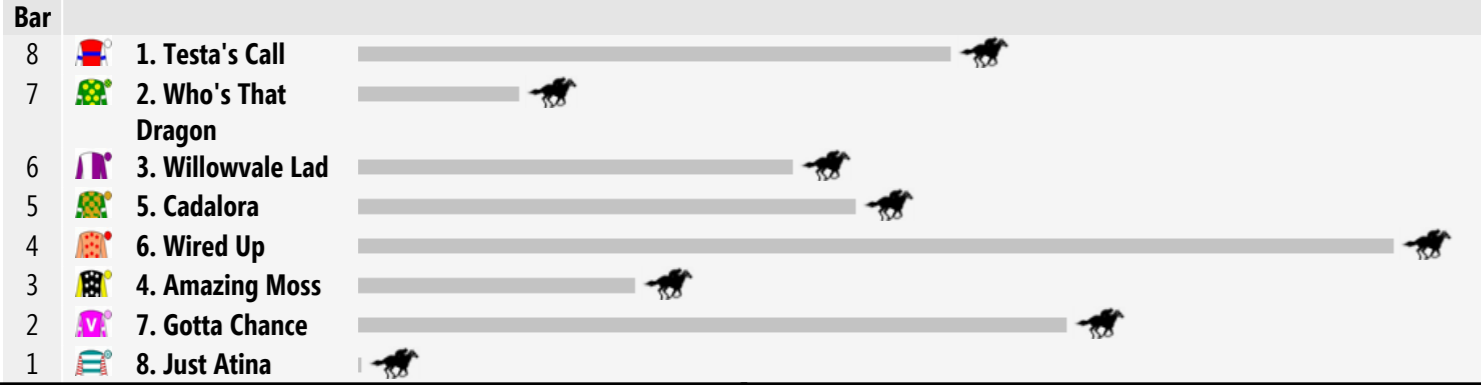 Bar
8 1. Testa's Call
7 2. Who's That
Dragon
6 3. Willowvale Lad
5 5. Cadalora
4 6. Wired Up
3 4. Amazing Moss
2 V 7. Gotta Chance
1 8. Just Atina